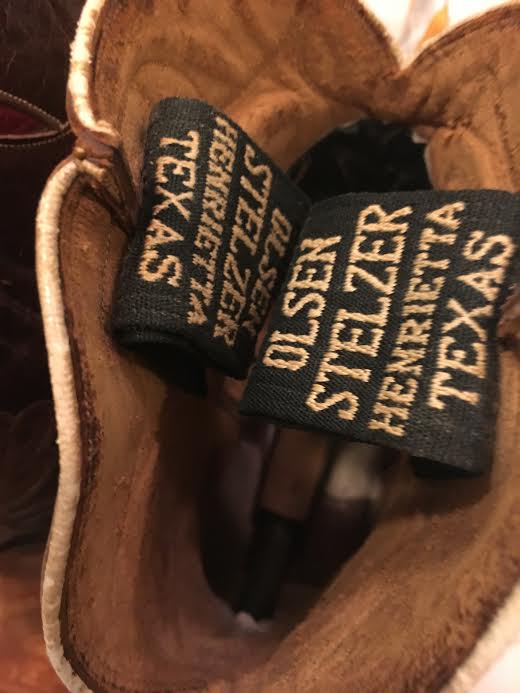 OLSEN
STELZER
HENRIETTA
TEXAS
OLSEN
STELZER
HENRIETTA
TEXAS